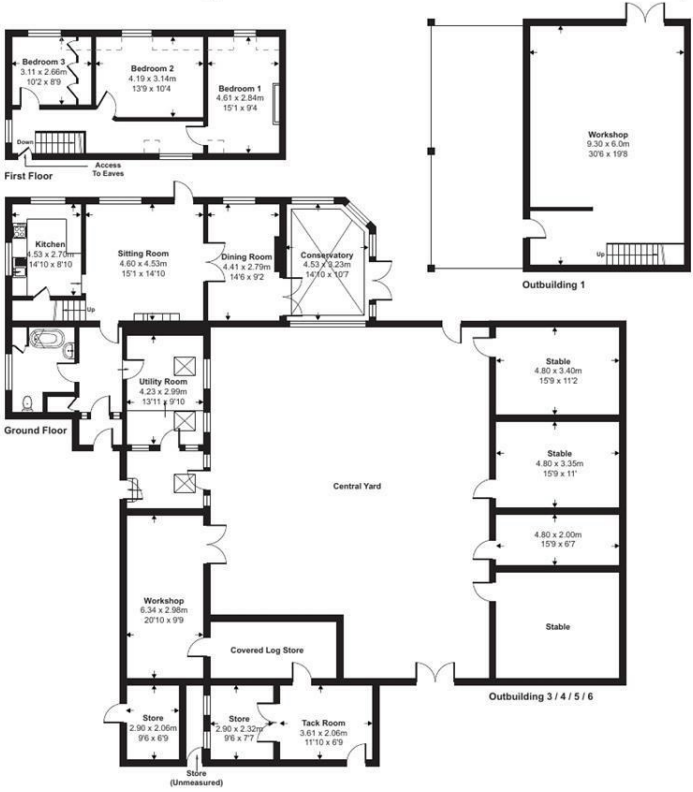 Bedroom 3
3.11 x 2.66m
10'2 x 8'9
Bedroom 2
4.19 x 3.14m
13'9 x 10'4
Bedroom 1
4.61 x 2.84m
15'1 x 9'4
Down
Access
To Eaves
First Floor
Workshop
9.30 x 6.0m
30'6 x 19'8
Up
Outbuilding 1
Kitchen
4.53 x 2.70m
14'10 x 8'10
Sitting Room
4.60 x 4.53m
15'1 x 14'10
Dining Room
4.41 x 2.79m
14'6 x 9'2
Conservatory
4.53 x 3.23m
14'10 x 10'7
Up
Utility Room
4.23 x 2.99m
13'11 x 9'10
Ground Floor
Stable
4.80 x 3.40m
15'9 x 11'2
Stable
4.80 x 3.35m
15'9 x 11'
Central Yard
4.80 x 2.00m
15'9 x 6'7
Workshop
6.34 x 2.98m
20'10 x 9'9
Stable
Covered Log Store
Outbuilding 3 / 4 / 5 / 6
Store
2.90 x 2.06m
9'6 x 6'9
Store
2.90 x 2.32m
9'6 x 7'7
Tack Room
3.61 x 2.06m
11'10 x 6'9
Store
(Unmeasured)